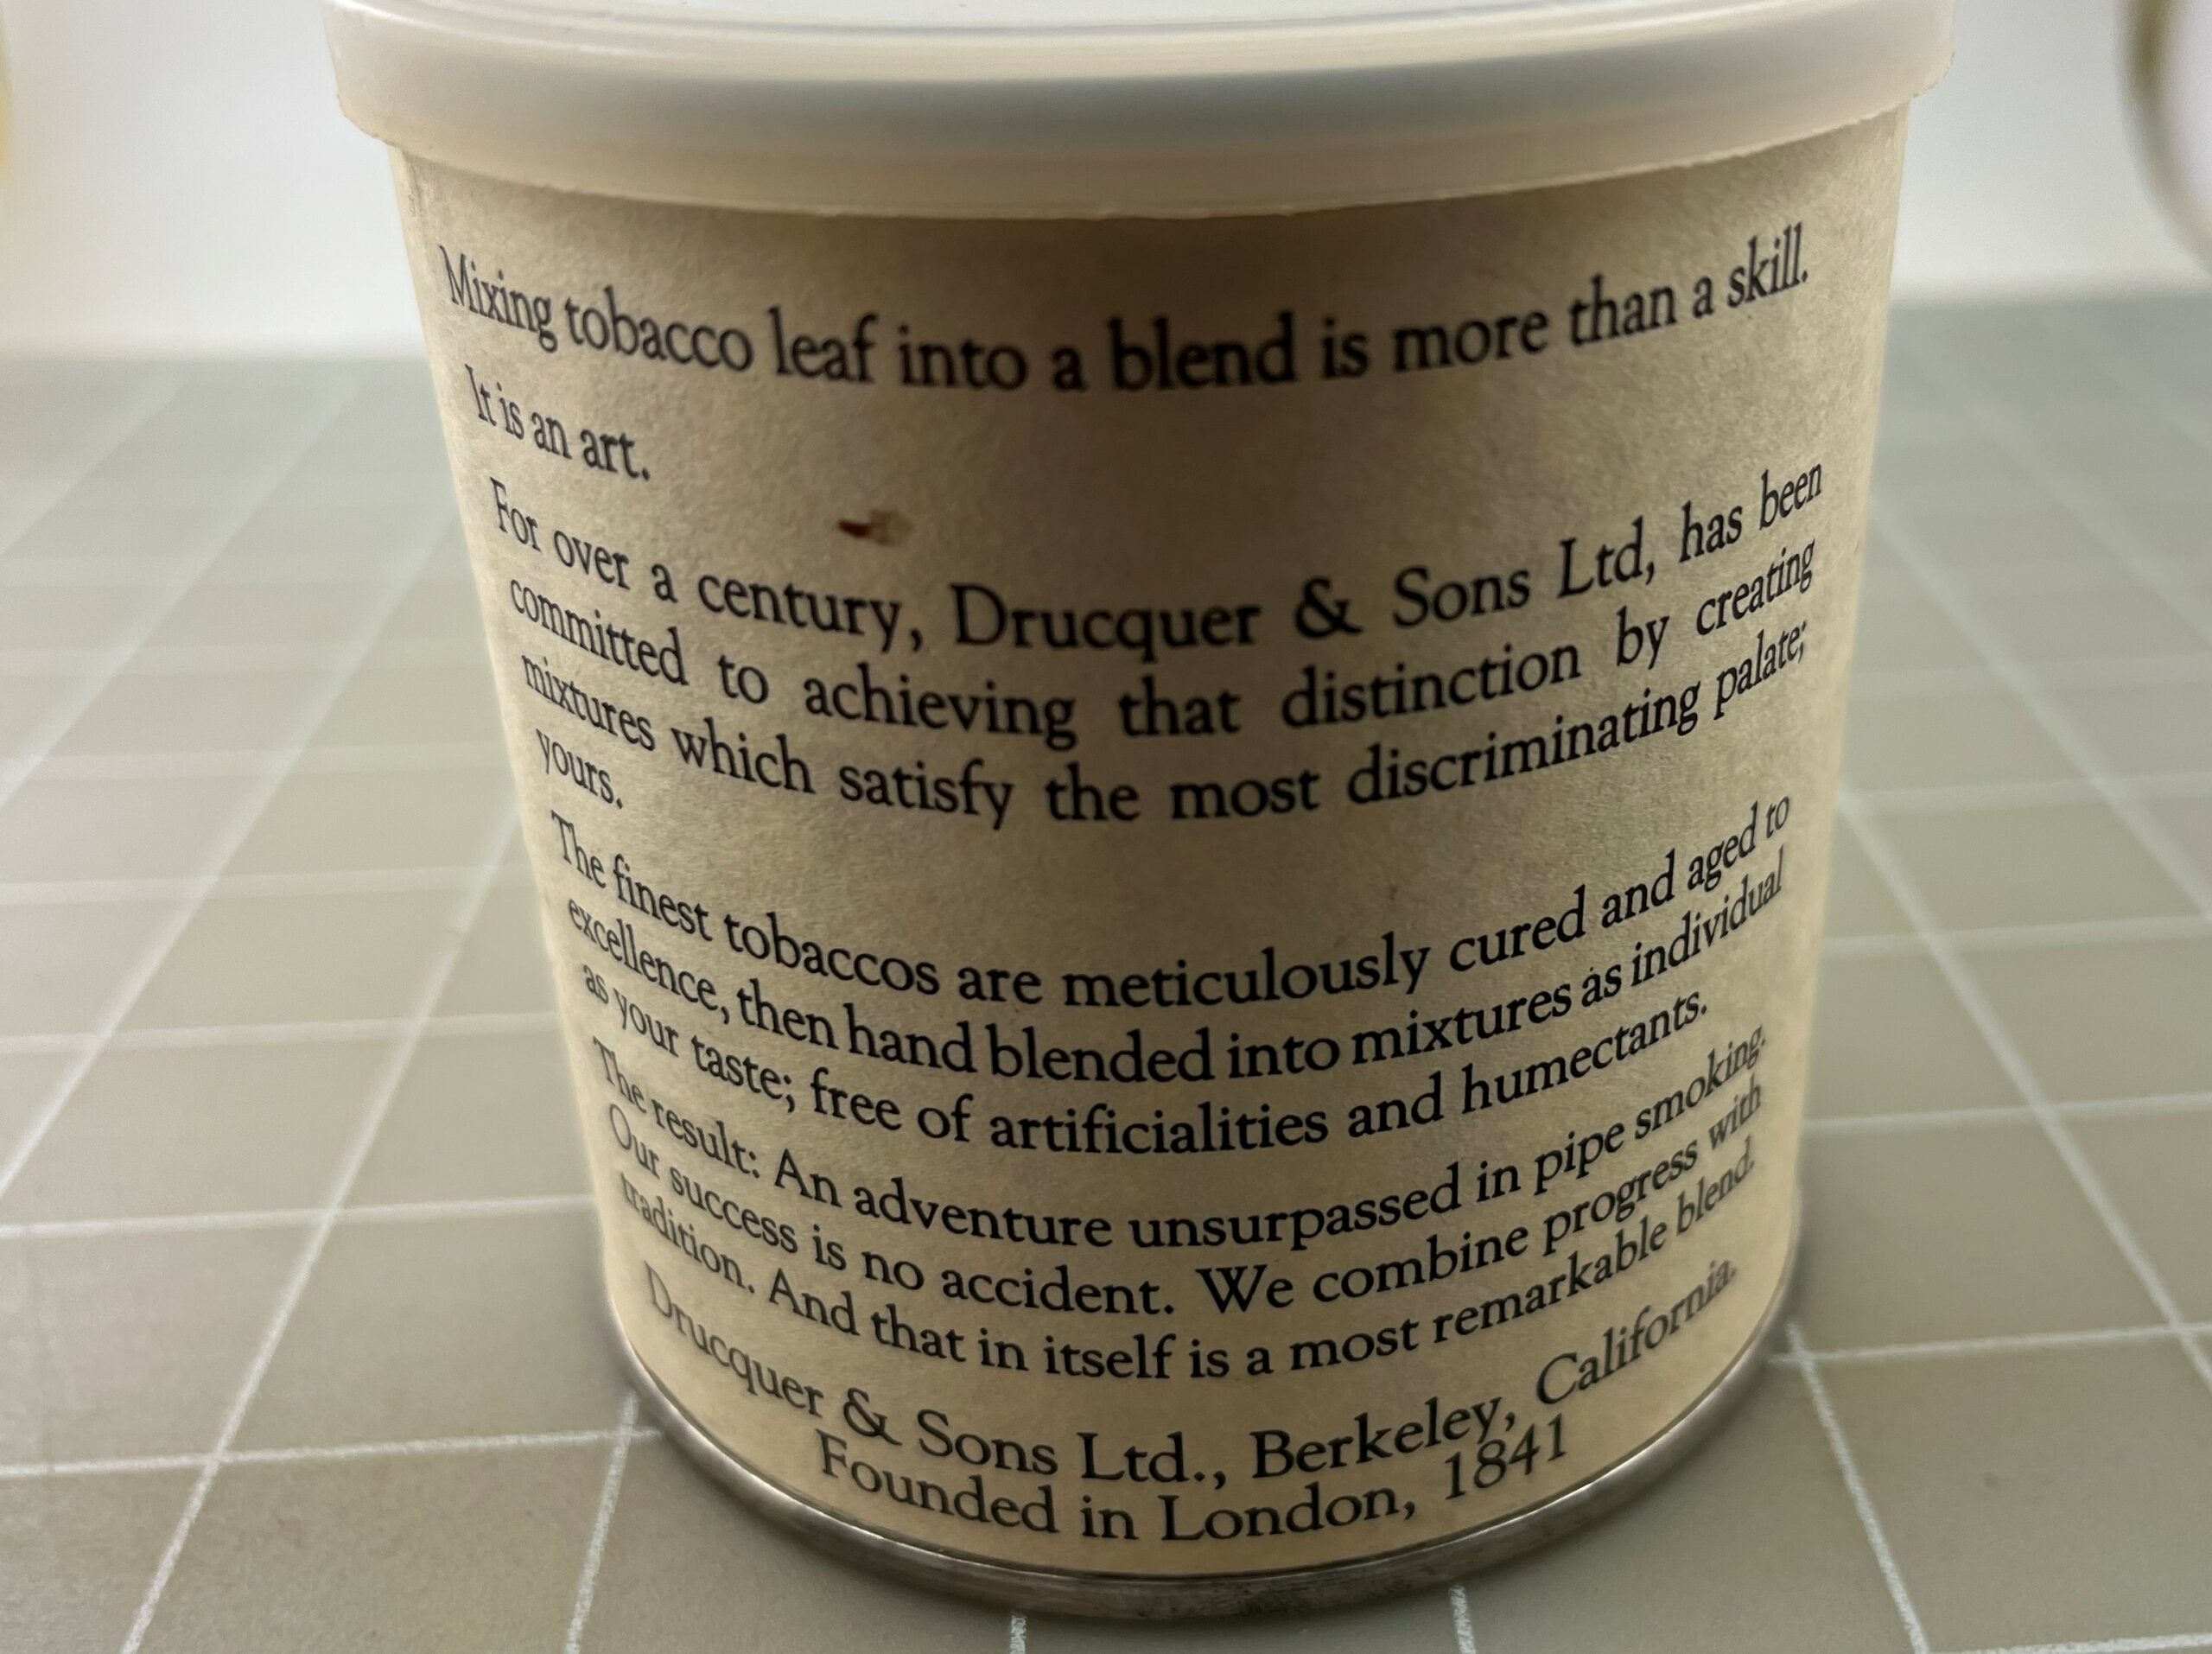 Mixing tobacco leaf into a blend is more than a skill.
It is an art.
For over a century, Drucquer & Sons Ltd, has been
committed to achieving that distinction by creating
mixtures which satisfy the most discriminating palate;
yours.
The finest tobaccos are meticulously cured and aged to
excellence, then hand blended into mixtures as individual
as your taste; free of artificialities and humectants.
The result: An adventure unsurpassed in pipe smoking.
Our success is no accident. We combine progress with
tradition. And that in itself is a most remarkable blend.
Drucquer & Sons Ltd., Berkeley, California.
Founded in London, 1841